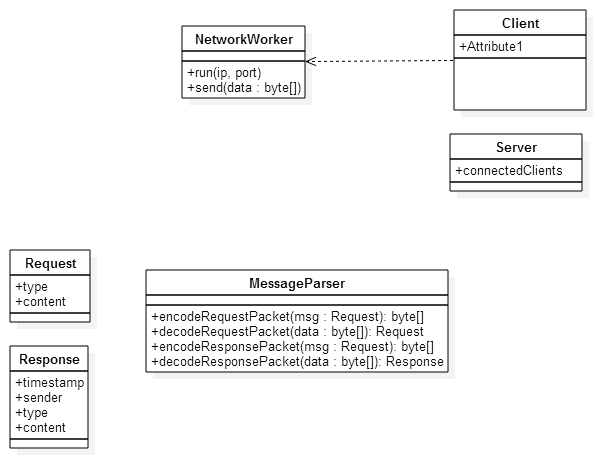 NetworkWorker
+run(ip, port)
+send(data : byte[])
Client
+Attribute1
Server
+connectedClients
Request
+type
+content
MessageParser
+encodeRequestPacket(msg : Request): byte[]
+decodeRequestPacket(data : byte[]): Request
+encodeResponsePacket(msg : Request): byte[]
+decodeResponsePacket(data : byte[]): Response
Response
+timestamp
+sender
+type
+content